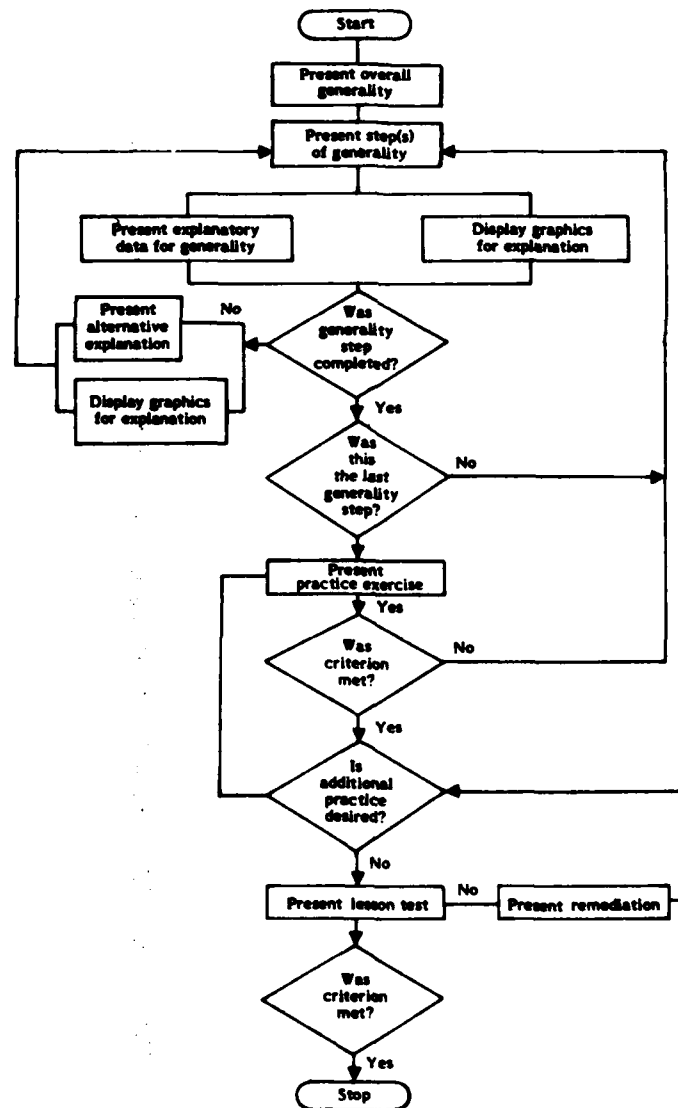 Start
Present overall
generality
Present step(s)
of generality
Present explanatory
data for generality
Display graphics
for explanation
Present
alternative
explanation
No
Display graphics
for explanation
Was
generality
step
completed?
Yes
Was
this
the last
generality
step?
No
Present
practice exercise
Yes
Was
criterion
met?
No
Yes
Is
additional
practice
desired?
No
Present lesson test
No
Present remediation
Was
criterion
met?
Yes
Stop